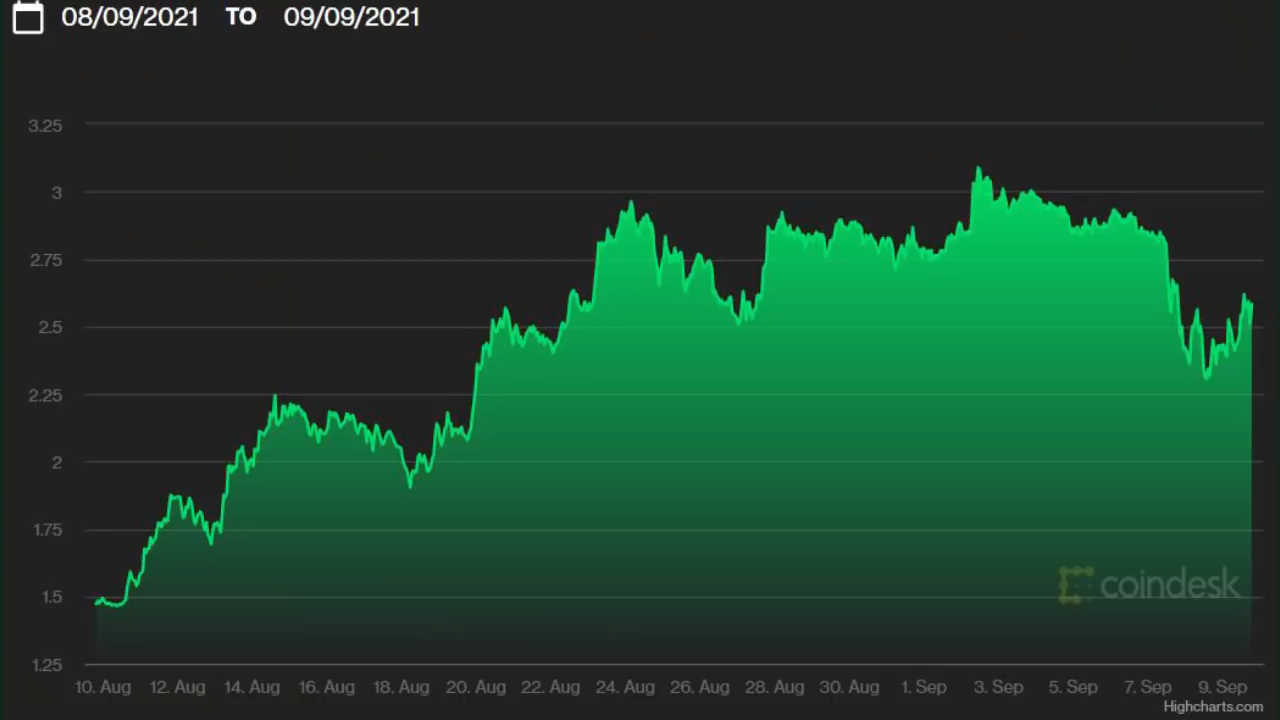 08/09/2021 TO 09/09/2021
3.25
3
2.75
2.5
2.25
2
1.75
1.5
1.25
coindesk
10. Aug 12. Aug 14. Aug 16. Aug 18. Aug 20. Aug 22. Aug 24. Aug 26. Aug 28. Aug 30. Aug 1. Sep 3. Sep 5. Sep 7. Sep 9. Sep
Highcharts.com